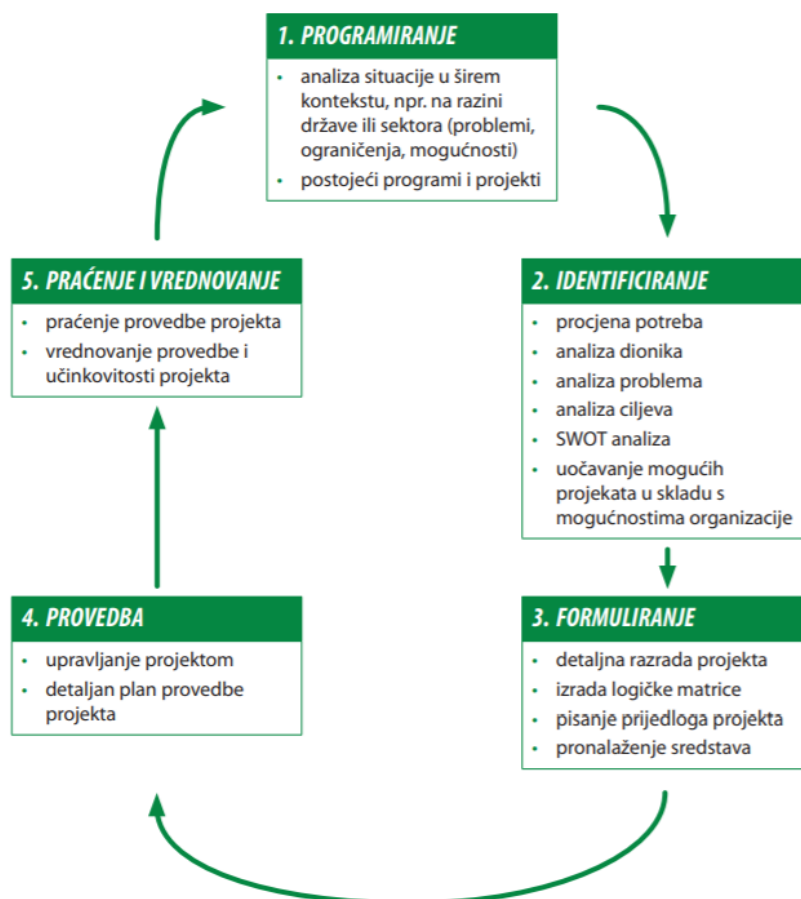 1. PROGRAMIRANJE
• analiza situacije u širem
kontekstu, npr. na razini
države ili sektora (problemi,
ograničenja, mogućnosti)
• postojeći programi i projekti
2. IDENTIFICIRANJE
• procjena potreba
• analiza dionika
• analiza problema
• analiza ciljeva
• SWOT analiza
• uočavanje mogućih
projekata u skladu s
mogućnostima organizacije
3. FORMULIRANJE
• detaljna razrada projekta
• izrada logičke matrice
• pisanje prijedloga projekta
• pronalaženje sredstava
4. PROVEDBA
• upravljanje projektom
• detaljan plan provedbe
projekta
5. PRAĆENJE I VREDNOVANJE
• praćenje provedbe projekta
• vrednovanje provedbe i
učinkovitosti projekta